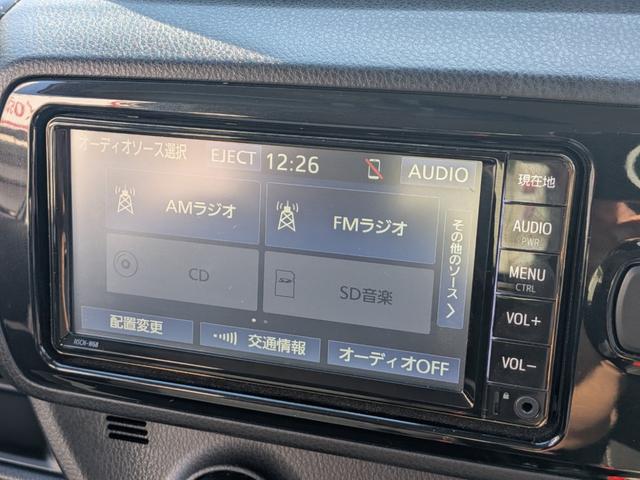 オーディオソース選択 EJECT 12:26 AUDIO
AMラジオ
FMラジオ
CD
SD音楽
その他のソース
配置変更
交通情報
オーディオOFF
NSCN-W68
現在地
AUDIO
PWR
MENU
CTRL
VOL+
VOL-